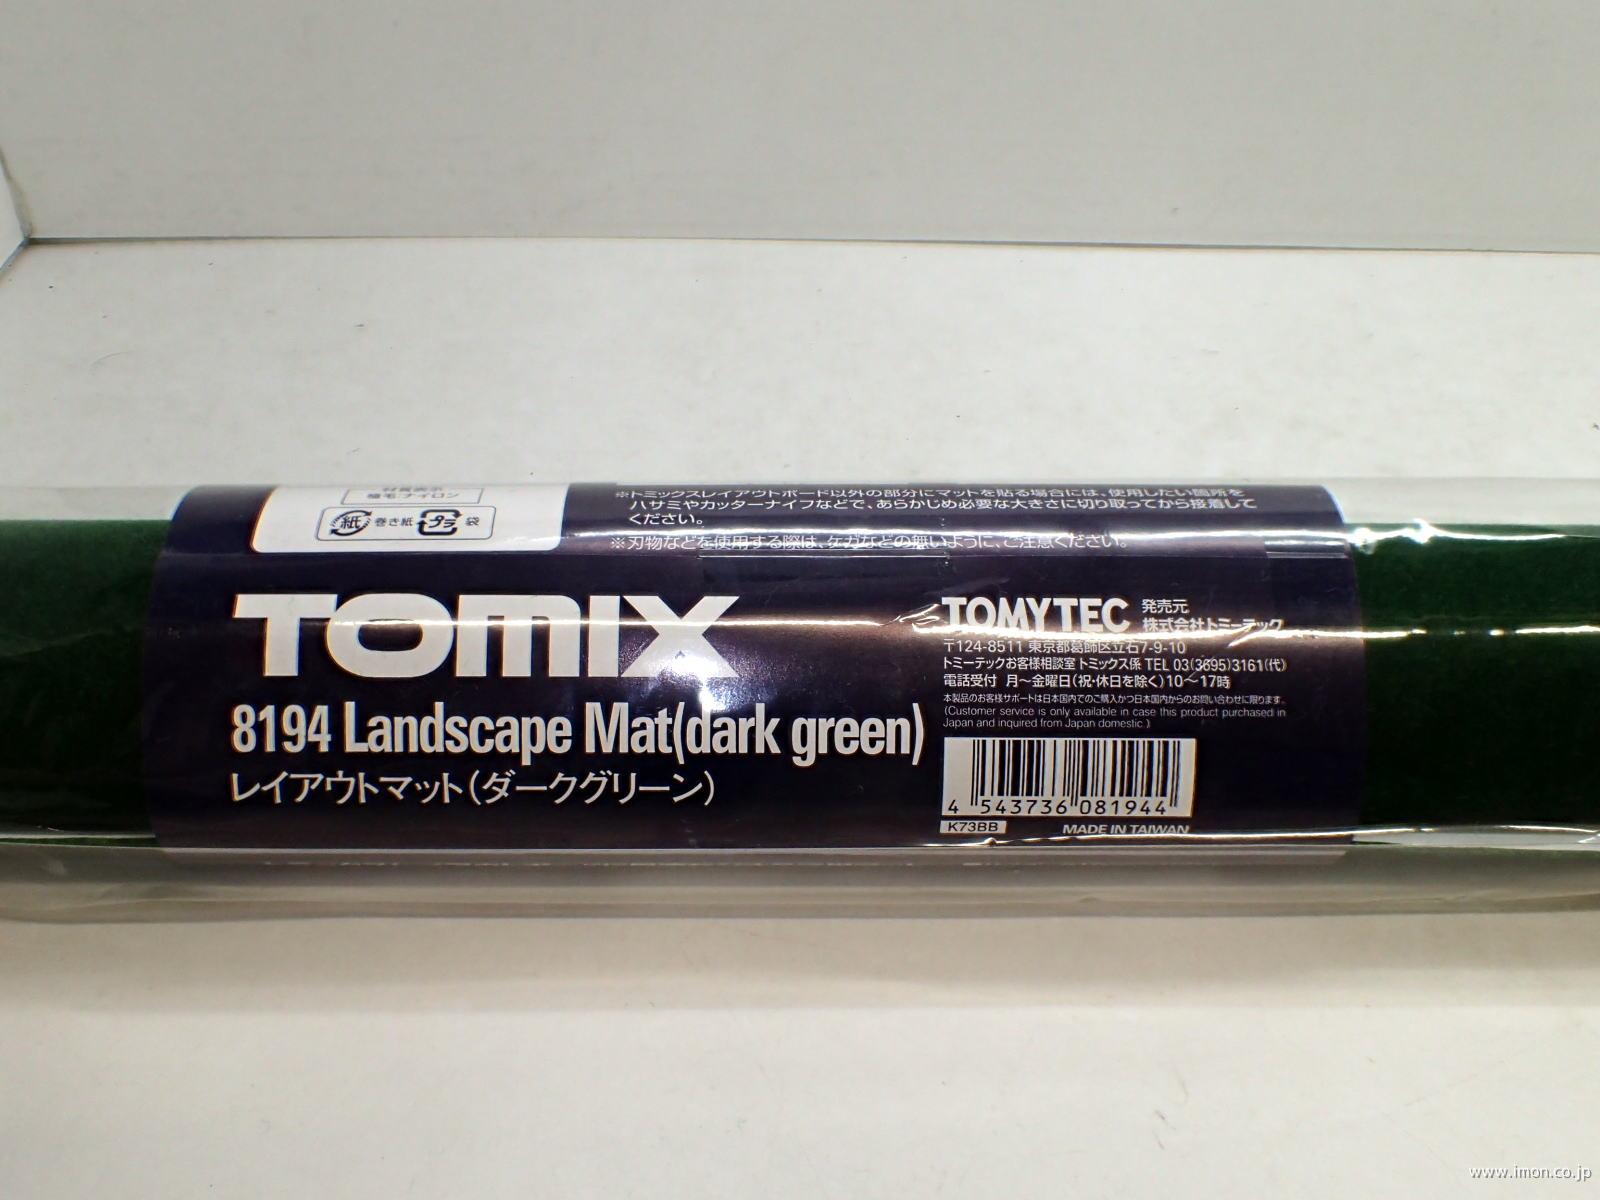 材質表示
植毛:ナイロン
紙 巻き紙 プラ 袋
※トミックスレイアウトボード以外の部分にマットを貼る場合には、使用したい箇所を
ハサミやカッターナイフなどで、あらかじめ必要な大きさに切り取ってから接着して
ください。
※刃物などを使用する際は、ケガなどの無いように、ご注意ください。
TOMIX
8194 Landscape Mat(dark green)
レイアウトマット(ダークグリーン)
TOMYTEC 発売元
株式会社トミーテック
〒124-8511 東京都葛飾区立石7-9-10
トミーテックお客様相談室 トミックス係 TEL 03(3695)3161(代)
電話受付 月〜金曜日(祝・休日を除く)10〜17時
本製品のお客様サポートは日本国内でのご購入かつ日本国内からのお問い合わせに限ります。
(Customer service is only available in case this product purchased in
Japan and inquired from Japan domestic.)
4 543736 081944
K73BB MADE IN TAIWAN
www.imon.co.jp